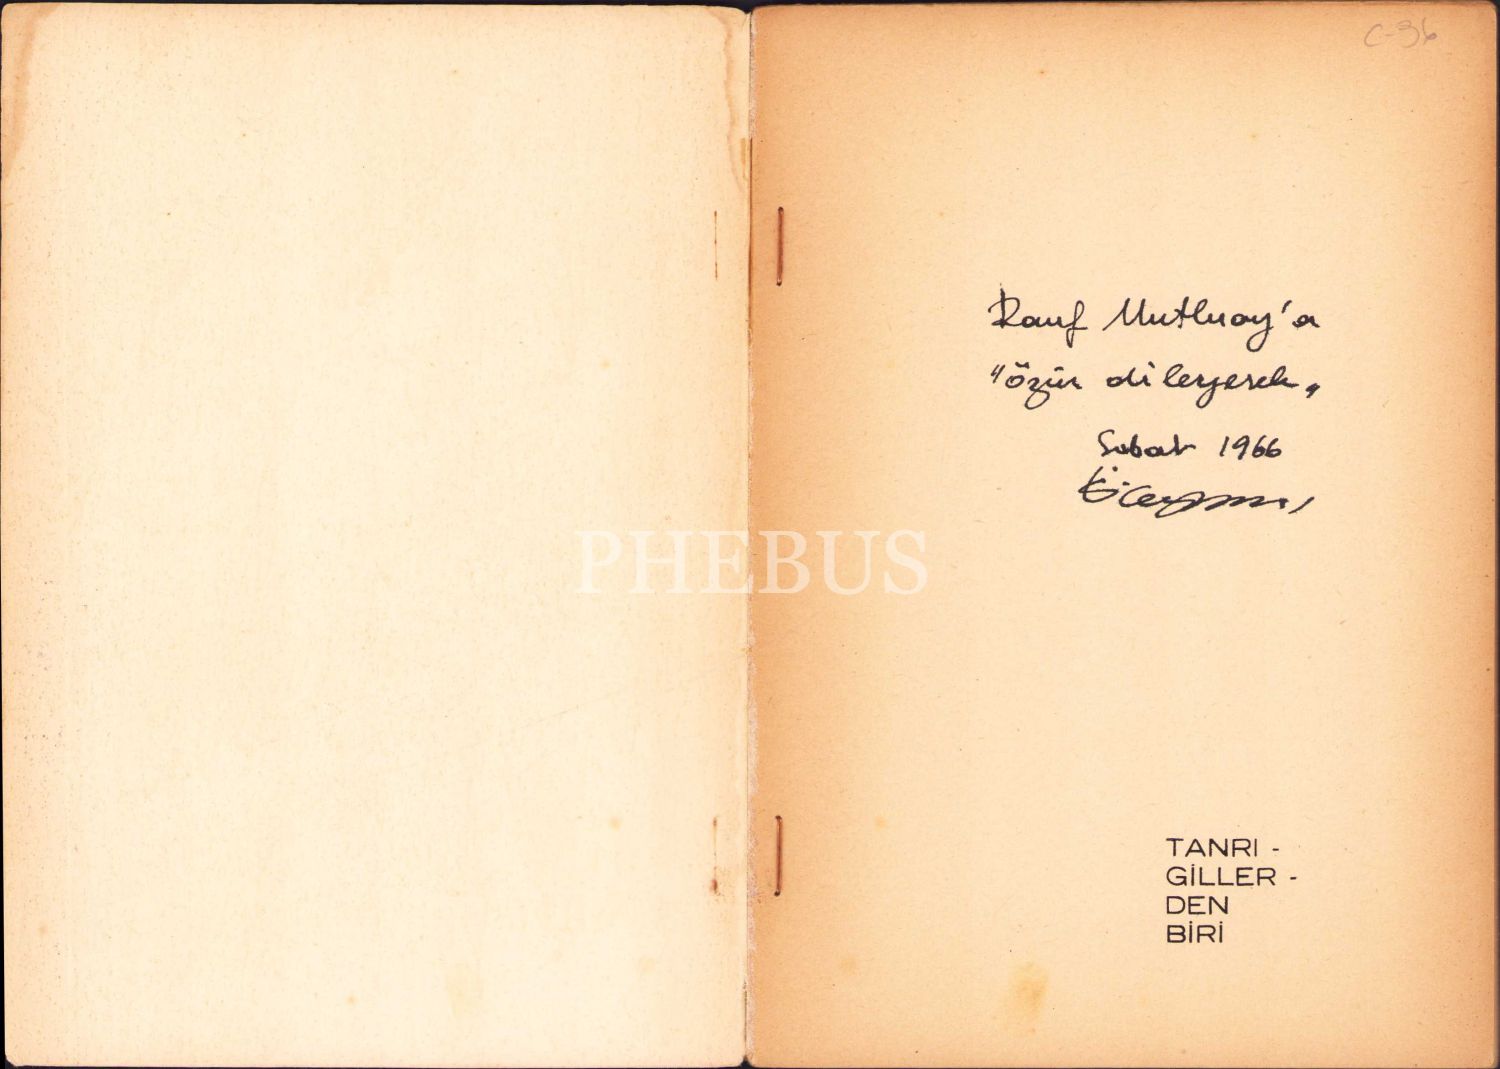 C-36
Rauf Mutluay'a
"özür dileyerek"
Şubat 1966
PHEBUS
TANRI -
GİLLER -
DEN
BİRİ